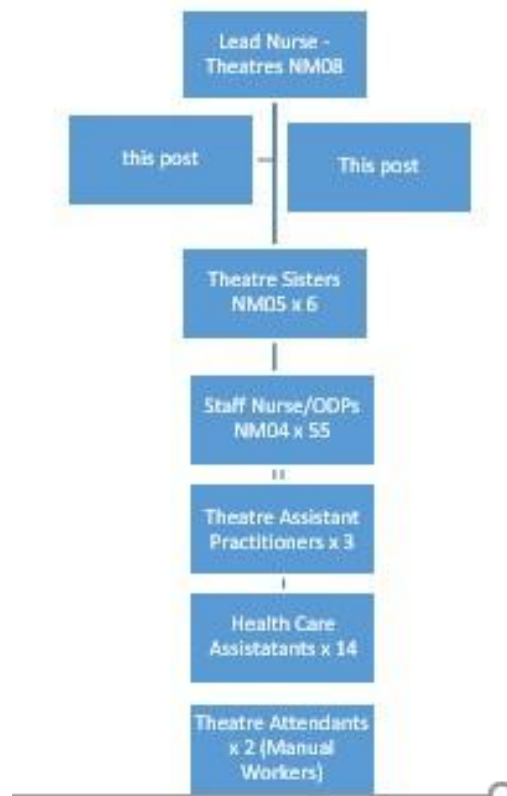 Lead Nurse -
Theatres NM08
this post
This post
Theatre Sisters
NM05 x 6
Staff Nurse/ODPs
NM04 x 55
Theatre Assistant
Practitioners x 3
Health Care
Assistatants x 14
Theatre Attendants
x 2 (Manual
Workers)